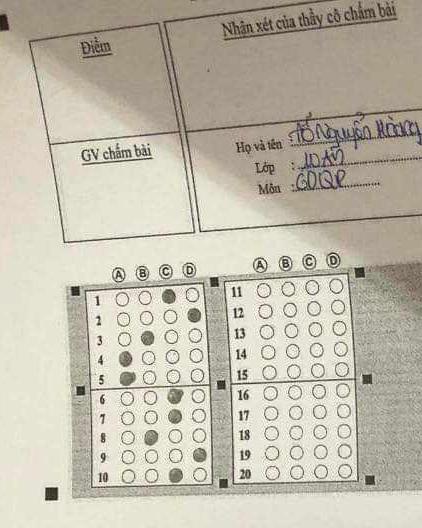 Điểm
Nhận xét của thầy cô chấm bài
GV chấm bài
Họ và tên : Tô Nguyễn Hoàng
Lớp :
Môn : GDQP
Ⓐ Ⓑ Ⓒ Ⓓ
1
2
3
4
5
6
7
8
9
10
Ⓐ Ⓑ Ⓒ Ⓓ
11
12
13
14
15
16
17
18
19
20